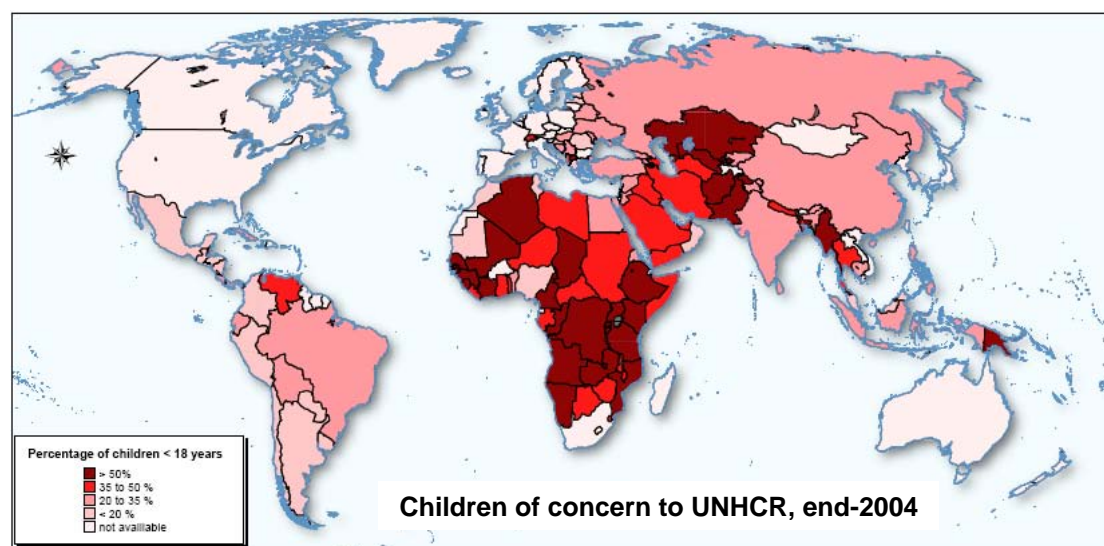 Percentage of children < 18 years
> 50%
35 to 50 %
20 to 35 %
< 20 %
not available
Children of concern to UNHCR, end-2004